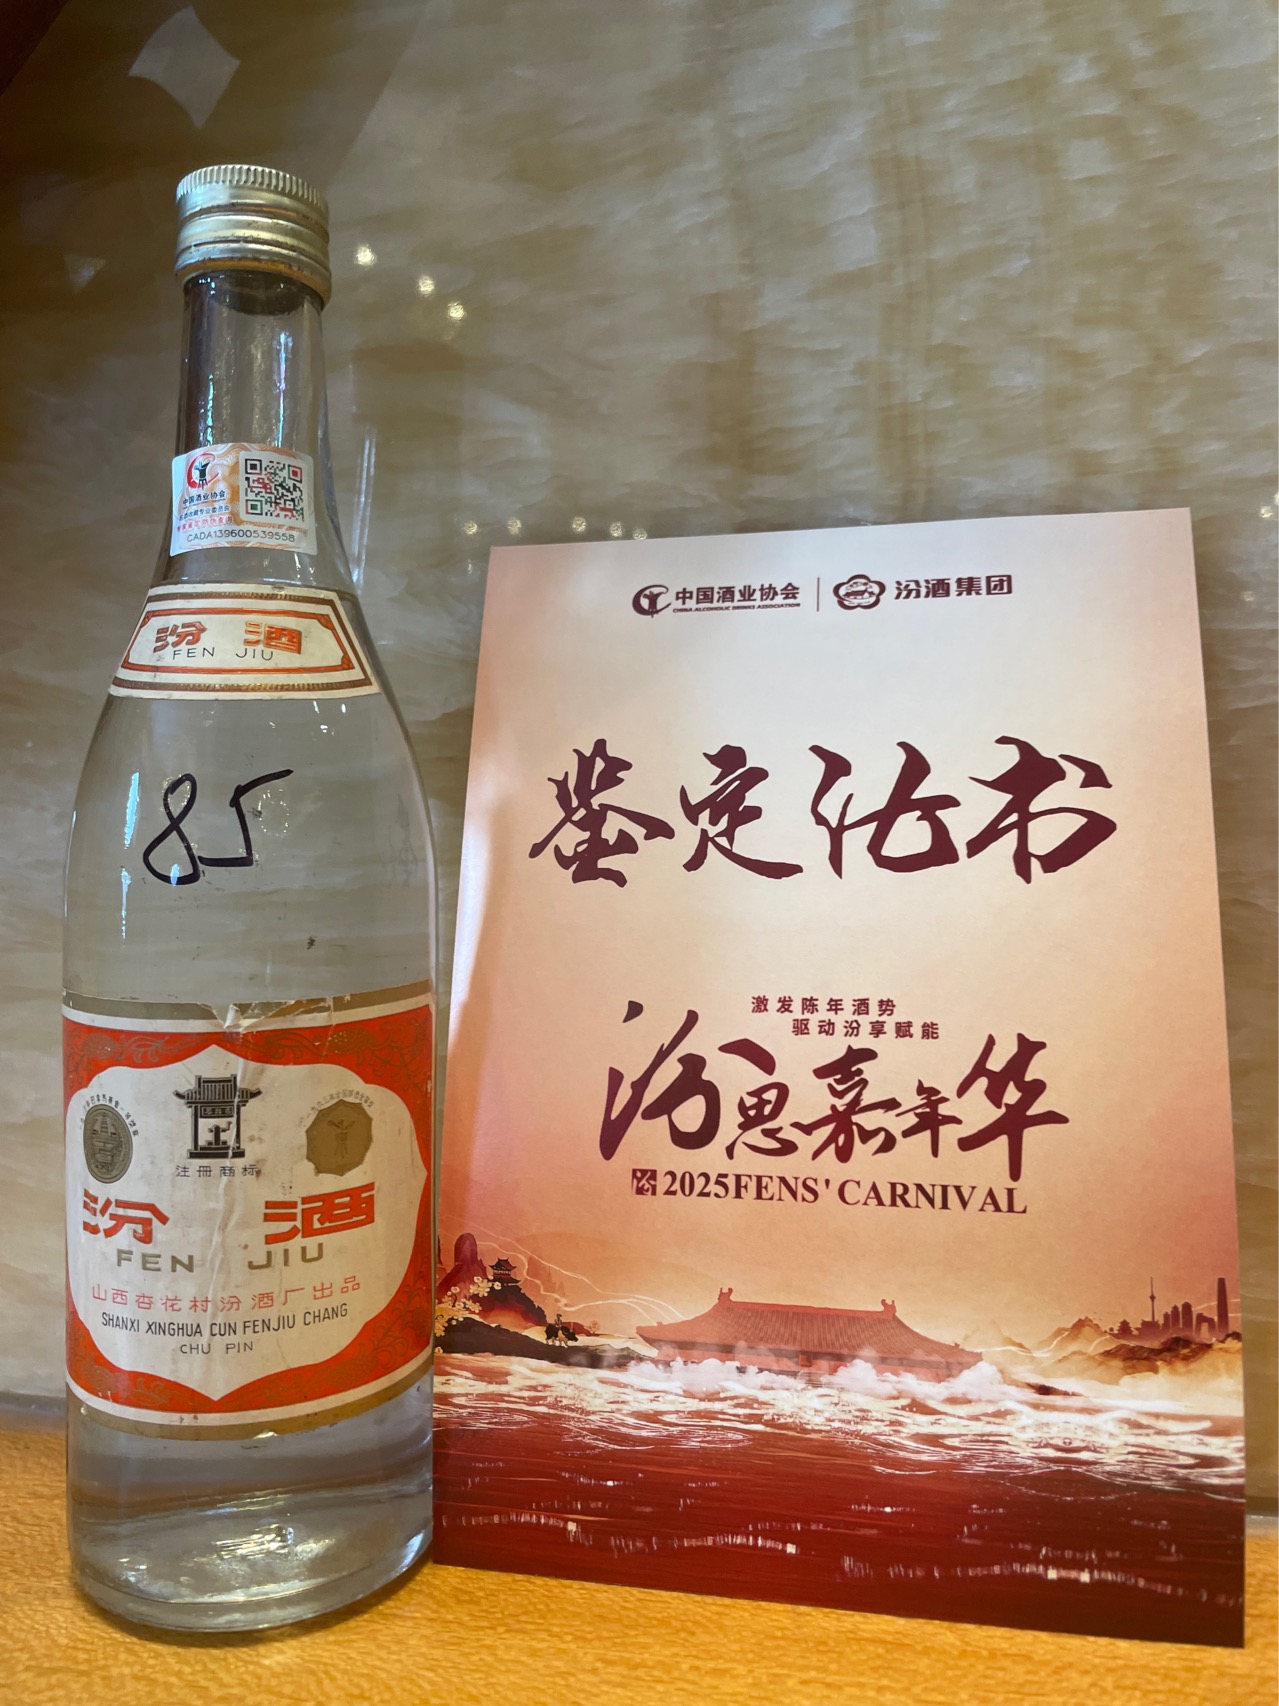 中国酒业协会
CADA139600539558
汾酒
FEN JIU
85
注册商标
汾酒
FEN JIU
山西杏花村汾酒厂出品
SHANXI XINGHUA CUN FENJIU CHANG
CHU PIN
中国酒业协会
CHINA ALCOHOLIC DRINKS ASSOCIATION
汾酒集团
鉴定证书
激发陈年酒势
驱动汾享赋能
汾思嘉年华
汾 2025FENS' CARNIVAL